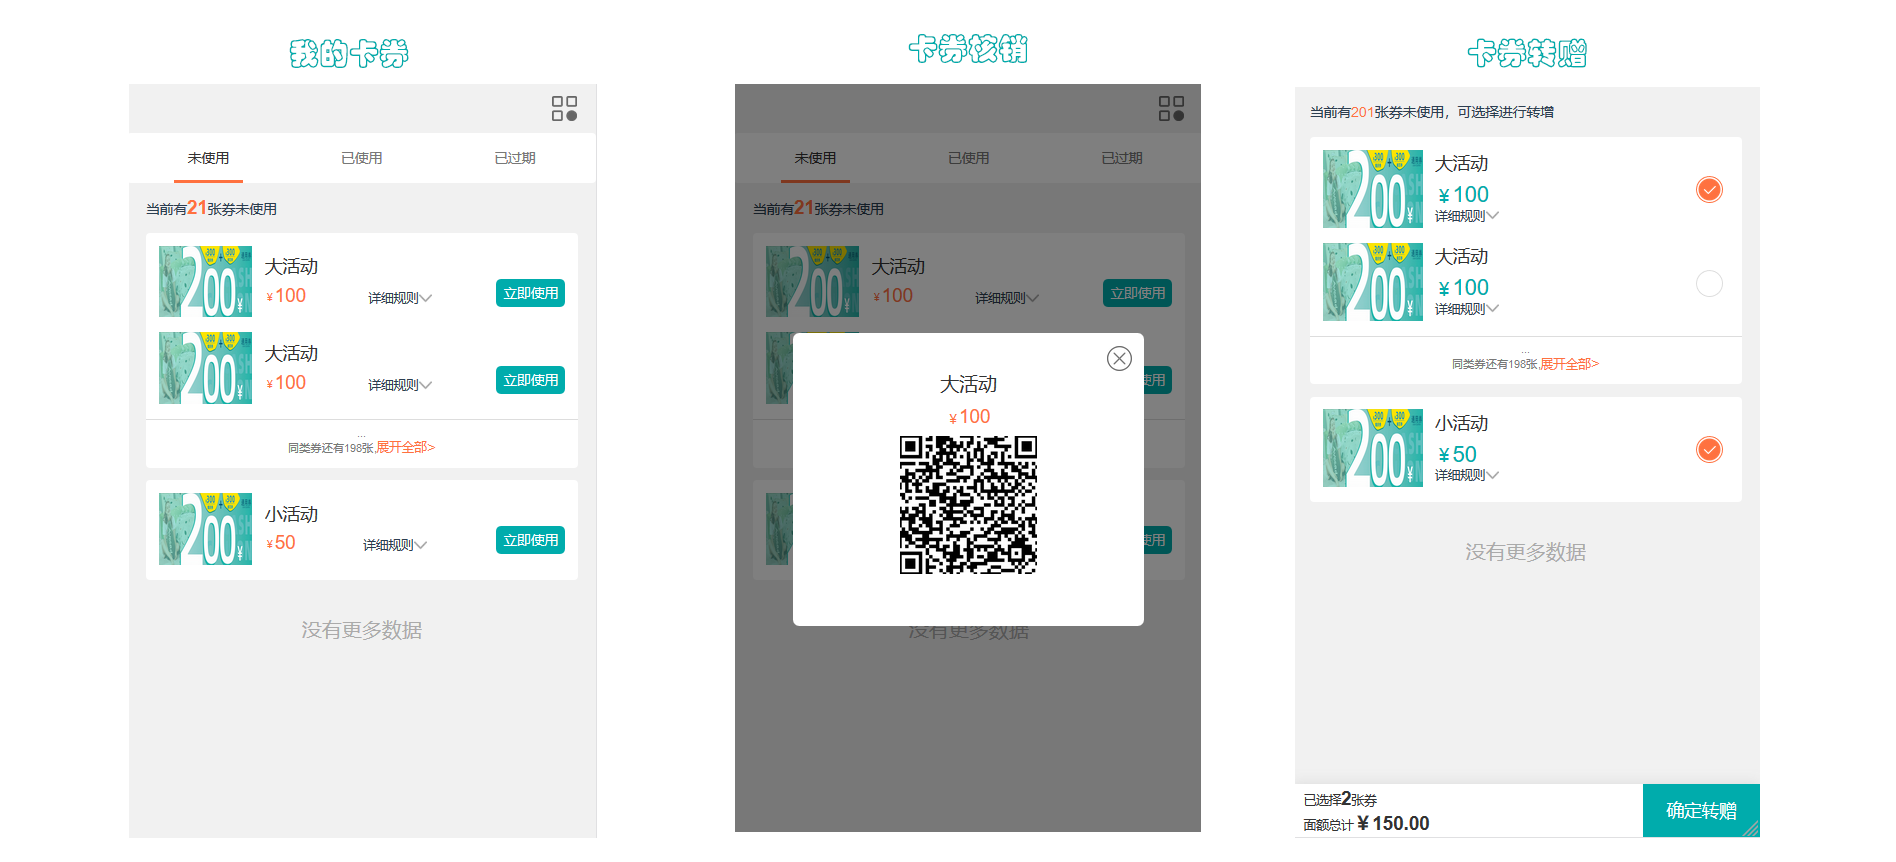 我的卡券
未使用
已使用
已过期
当前有21张券未使用
200
大活动
¥100
详细规则
立即使用
200
大活动
¥100
详细规则
立即使用
...
同类券还有198张,展开全部>
200
小活动
¥50
详细规则
立即使用
没有更多数据
卡券核销
未使用
已使用
已过期
当前有21张券未使用
200
大活动
¥100
详细规则
立即使用
大活动
¥100
使用
使用
没有更多数据
卡券转赠
当前有201张券未使用，可选择进行转增
200
大活动
¥100
详细规则
200
大活动
¥100
详细规则
...
同类券还有198张,展开全部>
200
小活动
¥50
详细规则
没有更多数据
已选择2张券
面额总计¥150.00
确定转赠